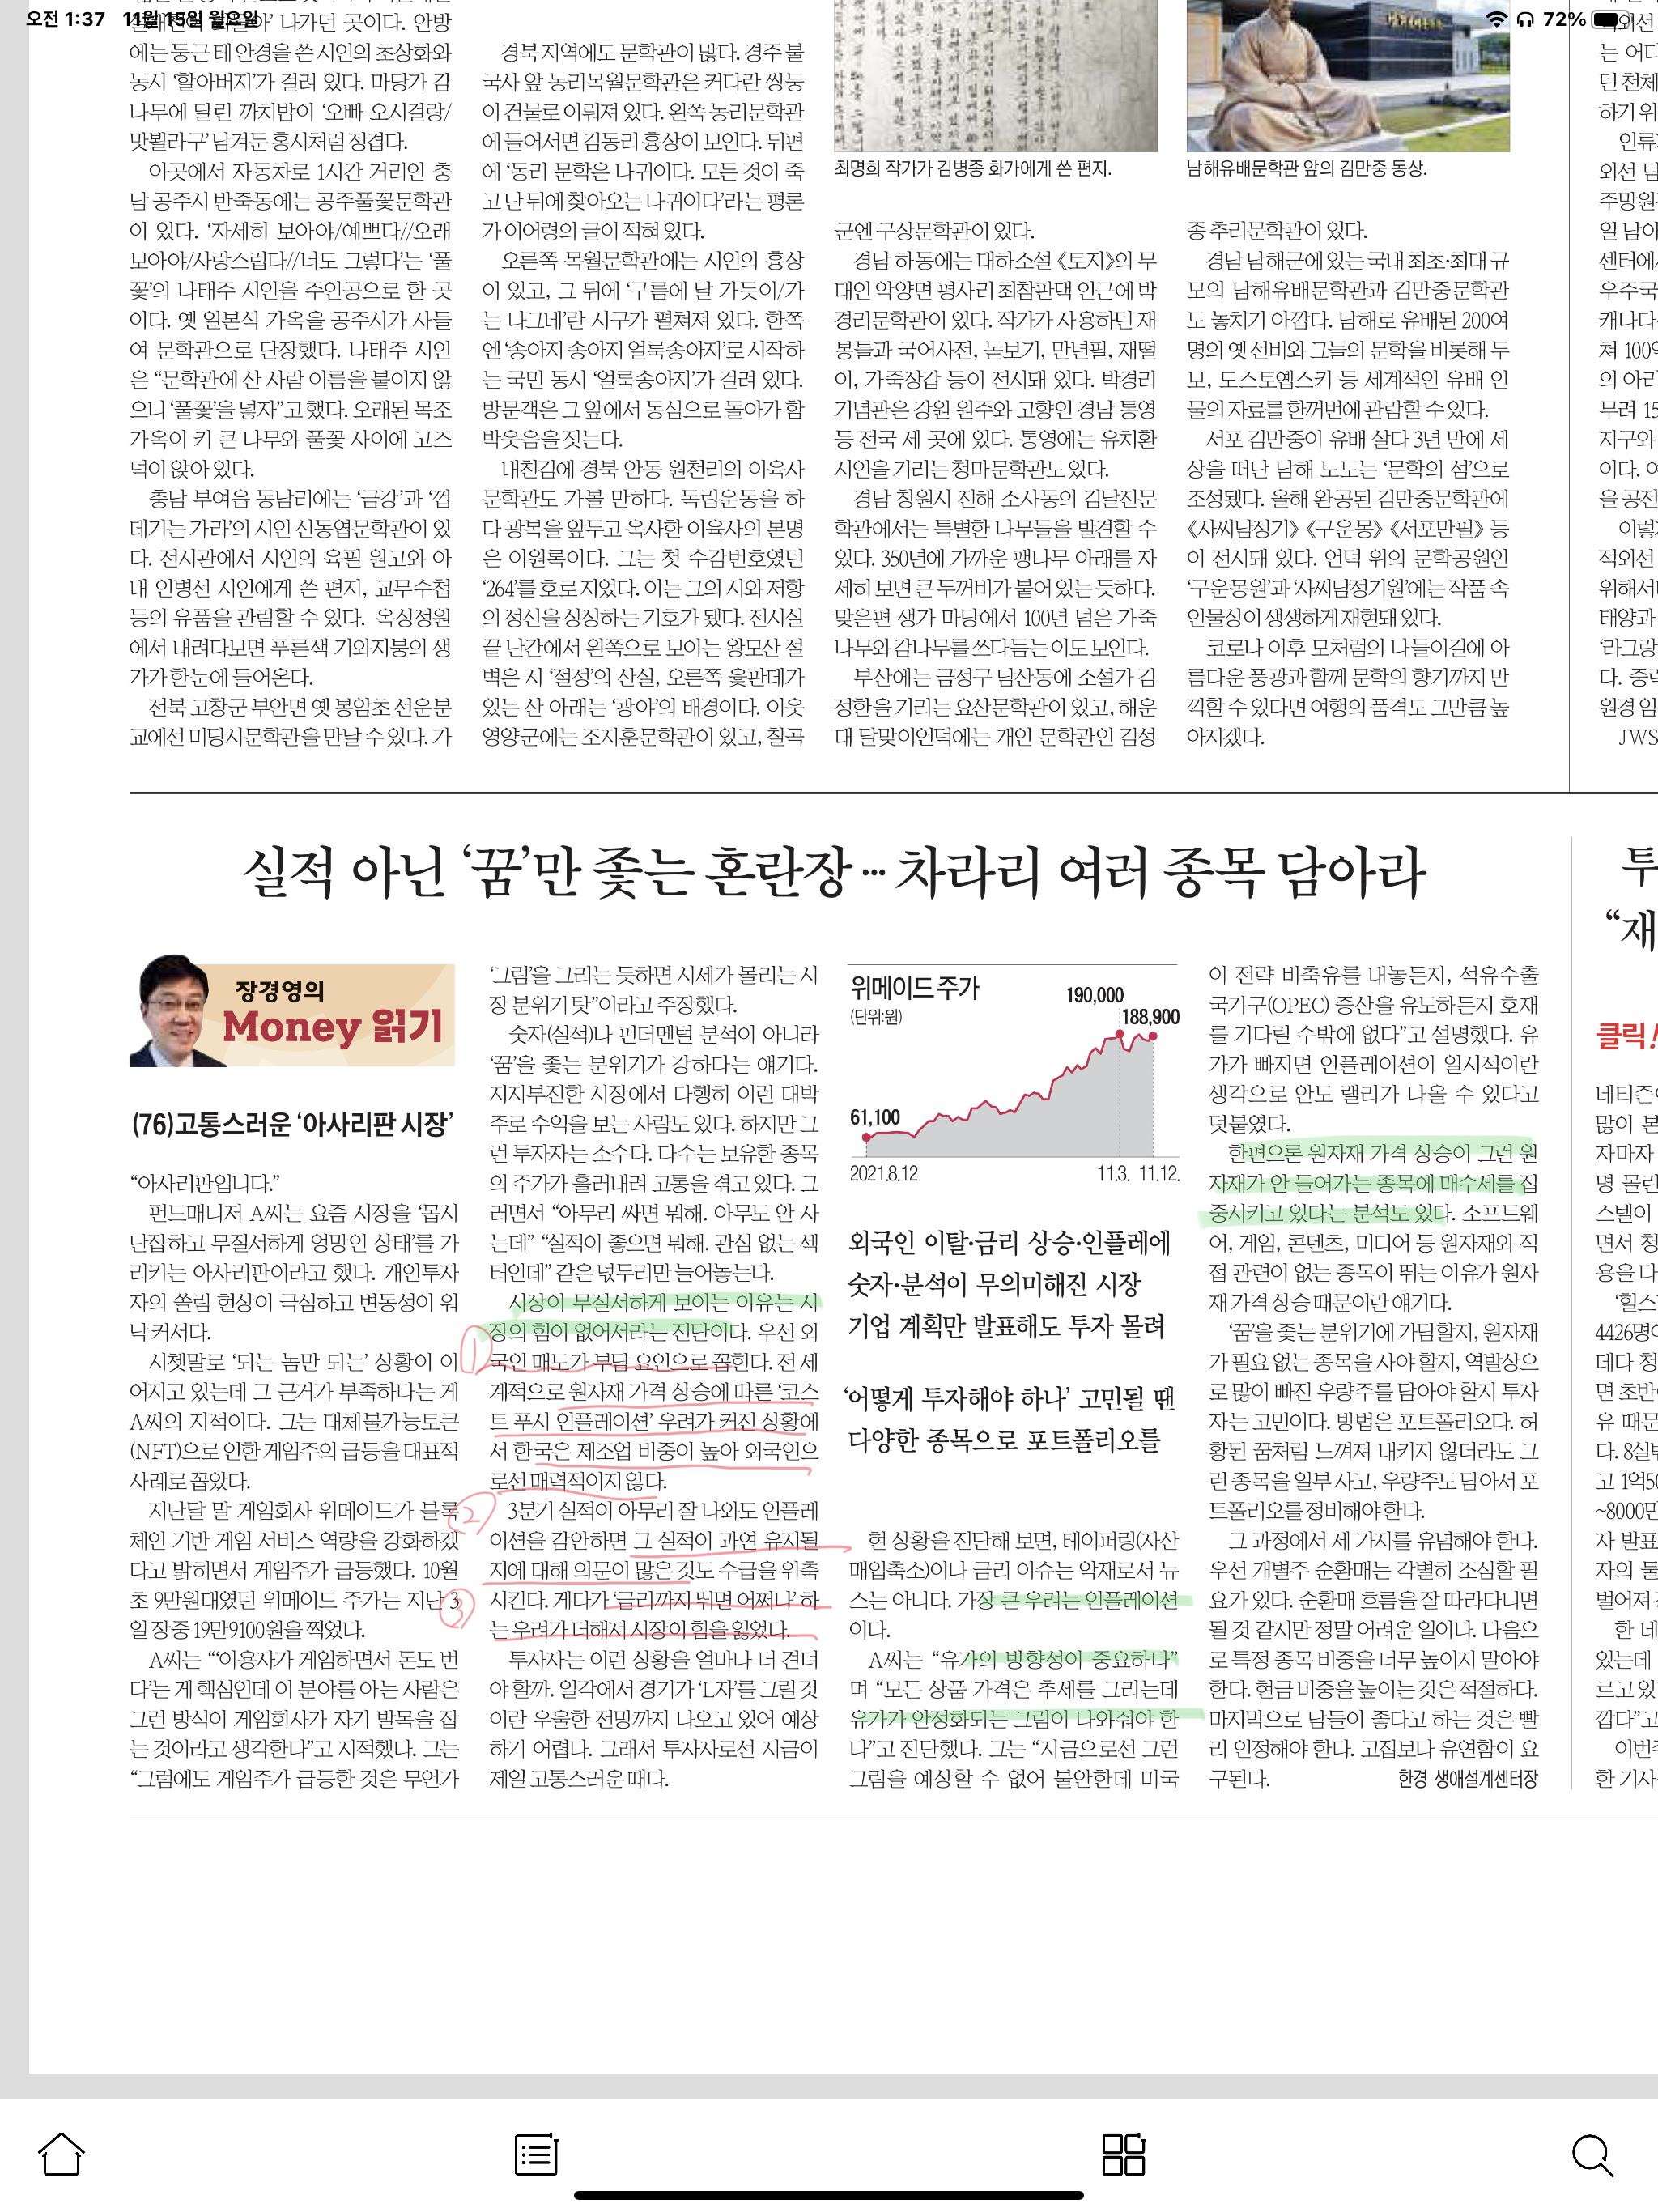 오전 1:37 11월 15일 월요일
72%
나가던 곳이다. 안방
에는 둥근 테 안경을 쓴 시인의 초상화와
동시 ‘할아버지’가 걸려 있다. 마당가 감
나무에 달린 까치밥이 ‘오빠 오시걸랑/
맛뵐라구’ 남겨둔 홍시처럼 정겹다.
이곳에서 자동차로 1시간 거리인 충
남 공주시 반죽동에는 공주풀꽃문학관
이 있다. ‘자세히 보아야/예쁘다//오래
보아야/사랑스럽다//너도 그렇다’는 ‘풀
꽃’의 나태주 시인을 주인공으로 한 곳
이다. 옛 일본식 가옥을 공주시가 사들
여 문학관으로 단장했다. 나태주 시인
은 “문학관에 산 사람 이름을 붙이지 않
으니 ‘풀꽃’을 넣자”고 했다. 오래된 목조
가옥이 키 큰 나무와 풀꽃 사이에 고즈
넉이 앉아 있다.
충남 부여읍 동남리에는 ‘금강’과 ‘껍
데기는 가라’의 시인 신동엽문학관이 있
다. 전시관에서 시인의 육필 원고와 아
내 인병선 시인에게 쓴 편지, 교무수첩
등의 유품을 관람할 수 있다. 옥상정원
에서 내려다보면 푸른색 기와지붕의 생
가가 한눈에 들어온다.
전북 고창군 부안면 옛 봉암초 선운분
교에선 미당시문학관을 만날 수 있다. 가
경북 지역에도 문학관이 많다. 경주 불
국사 앞 동리목월문학관은 커다란 쌍둥
이 건물로 이뤄져 있다. 왼쪽 동리문학관
에 들어서면 김동리 흉상이 보인다. 뒤편
에 ‘동리 문학은 나귀이다. 모든 것이 죽
고 난 뒤에 찾아오는 나귀이다’라는 평론
가 이어령의 글이 적혀 있다.
오른쪽 목월문학관에는 시인의 흉상
이 있고, 그 뒤에 ‘구름에 달 가듯이/가
는 나그네’란 시구가 펼쳐져 있다. 한쪽
엔 ‘송아지 송아지 얼룩송아지’로 시작하
는 국민 동시 ‘얼룩송아지’가 걸려 있다.
방문객은 그 앞에서 동심으로 돌아가 함
박웃음을 짓는다.
내친김에 경북 안동 원천리의 이육사
문학관도 가볼 만하다. 독립운동을 하
다 광복을 앞두고 옥사한 이육사의 본명
은 이원록이다. 그는 첫 수감번호였던
‘264’를 호로 지었다. 이는 그의 시와 저항
의 정신을 상징하는 기호가 됐다. 전시실
끝 난간에서 왼쪽으로 보이는 왕모산 절
벽은 시 ‘절정’의 산실, 오른쪽 윷판데가
있는 산 아래는 ‘광야’의 배경이다. 이웃
영양군에는 조지훈문학관이 있고, 칠곡
최명희 작가가 김병종 화가에게 쓴 편지.
군엔 구상문학관이 있다.
경남 하동에는 대하소설 《토지》의 무
대인 악양면 평사리 최참판댁 인근에 박
경리문학관이 있다. 작가가 사용하던 재
봉틀과 국어사전, 돋보기, 만년필, 재떨
이, 가죽장갑 등이 전시돼 있다. 박경리
기념관은 강원 원주와 고향인 경남 통영
등 전국 세 곳에 있다. 통영에는 유치환
시인을 기리는 청마문학관도 있다.
경남 창원시 진해 소사동의 김달진문
학관에서는 특별한 나무들을 발견할 수
있다. 350년에 가까운 팽나무 아래를 자
세히 보면 큰 두꺼비가 붙어 있는 듯하다.
맞은편 생가 마당에서 100년 넘은 가죽
나무와 감나무를 쓰다듬는 이도 보인다.
부산에는 금정구 남산동에 소설가 김
정한을 기리는 요산문학관이 있고, 해운
대 달맞이언덕에는 개인 문학관인 김성
남해유배문학관 앞의 김만중 동상.
종 추리문학관이 있다.
경남 남해군에 있는 국내 최초·최대 규
모의 남해유배문학관과 김만중문학관
도 놓치기 아깝다. 남해로 유배된 200여
명의 옛 선비와 그들의 문학을 비롯해 두
보, 도스토옙스키 등 세계적인 유배 인
물의 자료를 한꺼번에 관람할 수 있다.
서포 김만중이 유배 살다 3년 만에 세
상을 떠난 남해 노도는 ‘문학의 섬’으로
조성됐다. 올해 완공된 김만중문학관에
《사씨남정기》 《구운몽》 《서포만필》 등
이 전시돼 있다. 언덕 위의 문학공원인
‘구운몽원’과 ‘사씨남정기원’에는 작품 속
인물상이 생생하게 재현돼 있다.
코로나 이후 모처럼의 나들이길에 아
름다운 풍광과 함께 문학의 향기까지 만
끽할 수 있다면 여행의 품격도 그만큼 높
아지겠다.
외선
는 어디
던 천체
하기 위
인류
외선 탐
주망원
일 남아
센터에
우주국
캐나다
져 100억
의 아리
무려 15
지구와
이다. 여
을 공전
이렇
적외선
위해서
태양과
‘라그랑
다. 중력
원경 임
JWS
실적 아닌 ‘꿈’만 좇는 혼란장… 차라리 여러 종목 담아라
장경영의
Money 읽기
(76)고통스러운 ‘아사리판 시장’
“아사리판입니다.”
펀드매니저 A씨는 요즘 시장을 ‘몹시
난잡하고 무질서하게 엉망인 상태’를 가
리키는 아사리판이라고 했다. 개인투자
자의 쏠림 현상이 극심하고 변동성이 워
낙 커서다.
시쳇말로 ‘되는 놈만 되는’ 상황이 이
어지고 있는데 그 근거가 부족하다는 게
A씨의 지적이다. 그는 대체불가능토큰
(NFT)으로 인한 게임주의 급등을 대표적
사례로 꼽았다.
지난달 말 게임회사 위메이드가 블록
체인 기반 게임 서비스 역량을 강화하겠
다고 밝히면서 게임주가 급등했다. 10월
초 9만원대였던 위메이드 주가는 지난 3
일 장중 19만9100원을 찍었다.
A씨는 “‘이용자가 게임하면서 돈도 번
다’는 게 핵심인데 이 분야를 아는 사람은
그런 방식이 게임회사가 자기 발목을 잡
는 것이라고 생각한다”고 지적했다. 그는
“그럼에도 게임주가 급등한 것은 무언가
‘그림’을 그리는 듯하면 시세가 몰리는 시
장 분위기 탓”이라고 주장했다.
숫자(실적)나 펀더멘털 분석이 아니라
‘꿈’을 좇는 분위기가 강하다는 얘기다.
지지부진한 시장에서 다행히 이런 대박
주로 수익을 보는 사람도 있다. 하지만 그
런 투자자는 소수다. 다수는 보유한 종목
의 주가가 흘러내려 고통을 겪고 있다. 그
러면서 “아무리 싸면 뭐해. 아무도 안 사
는데” “실적이 좋으면 뭐해. 관심 없는 섹
터인데” 같은 넋두리만 늘어놓는다.
시장이 무질서하게 보이는 이유는 시
장의 힘이 없어서라는 진단이다. 우선 외
① 국인 매도가 부담 요인으로 꼽힌다. 전 세
계적으로 원자재 가격 상승에 따른 ‘코스
트 푸시 인플레이션’ 우려가 커진 상황에
서 한국은 제조업 비중이 높아 외국인으
로선 매력적이지 않다.
② 3분기 실적이 아무리 잘 나와도 인플레
이션을 감안하면 그 실적이 과연 유지될
지에 대해 의문이 많은 것도 수급을 위축
③ 시킨다. 게다가 ‘금리까지 뛰면 어쩌나’ 하
는 우려가 더해져 시장이 힘을 잃었다.
투자자는 이런 상황을 얼마나 더 견뎌
야 할까. 일각에서 경기가 ‘L자’를 그릴 것
이란 우울한 전망까지 나오고 있어 예상
하기 어렵다. 그래서 투자자로선 지금이
제일 고통스러운 때다.
위메이드 주가
(단위:원)
190,000
188,900
61,100
2021.8.12 11.3. 11.12.
외국인 이탈·금리 상승·인플레에
숫자·분석이 무의미해진 시장
기업 계획만 발표해도 투자 몰려
‘어떻게 투자해야 하나’ 고민될 땐
다양한 종목으로 포트폴리오를
현 상황을 진단해 보면, 테이퍼링(자산
매입축소)이나 금리 이슈는 악재로서 뉴
스는 아니다. 가장 큰 우려는 인플레이션
이다.
A씨는 “유가의 방향성이 중요하다”
며 “모든 상품 가격은 추세를 그리는데
유가가 안정화되는 그림이 나와줘야 한
다”고 진단했다. 그는 “지금으로선 그런
그림을 예상할 수 없어 불안한데 미국
이 전략 비축유를 내놓든지, 석유수출
국기구(OPEC) 증산을 유도하든지 호재
를 기다릴 수밖에 없다”고 설명했다. 유
가가 빠지면 인플레이션이 일시적이란
생각으로 안도 랠리가 나올 수 있다고
덧붙였다.
한편으론 원자재 가격 상승이 그런 원
자재가 안 들어가는 종목에 매수세를 집
중시키고 있다는 분석도 있다. 소프트웨
어, 게임, 콘텐츠, 미디어 등 원자재와 직
접 관련이 없는 종목이 뛰는 이유가 원자
재 가격 상승 때문이란 얘기다.
‘꿈’을 좇는 분위기에 가담할지, 원자재
가 필요 없는 종목을 사야 할지, 역발상으
로 많이 빠진 우량주를 담아야 할지 투자
자는 고민이다. 방법은 포트폴리오다. 허
황된 꿈처럼 느껴져 내키지 않더라도 그
런 종목을 일부 사고, 우량주도 담아서 포
트폴리오를 정비해야 한다.
그 과정에서 세 가지를 유념해야 한다.
우선 개별주 순환매는 각별히 조심할 필
요가 있다. 순환매 흐름을 잘 따라다니면
될 것 같지만 정말 어려운 일이다. 다음으
로 특정 종목 비중을 너무 높이지 말아야
한다. 현금 비중을 높이는 것은 적절하다.
마지막으로 남들이 좋다고 하는 것은 빨
리 인정해야 한다. 고집보다 유연함이 요
구된다.
한경 생애설계센터장
투
“재
클릭!
네티즌
많이 본
자마자
명 몰린
스텔이
면서 청
용을 다
‘힐스
4426명
데다 청
면 초반
유 때문
다. 8실
고 1억50
~8000만
자 발표
자의 물
벌어져
한 네
있는데
르고 있
깝다”고
이번
한 기사